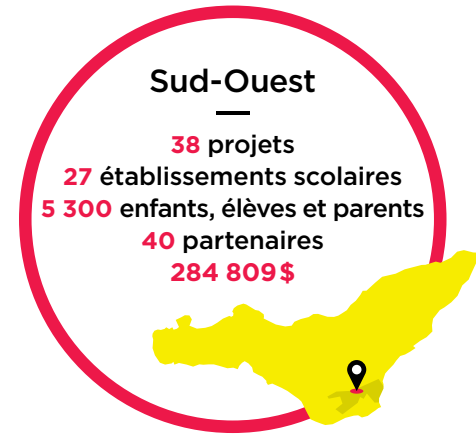 Sud-Ouest
38 projets
27 établissements scolaires
5 300 enfants, élèves et parents
40 partenaires
284 809 $